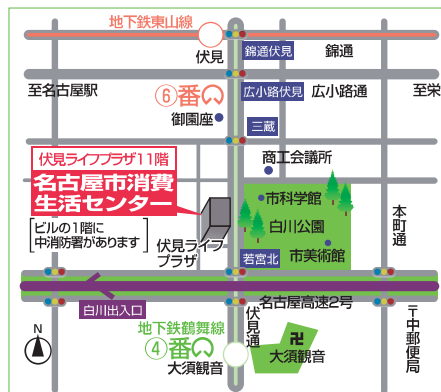 地下鉄東山線
伏見
錦通伏見
錦通
至名古屋駅
⑥番の
広小路伏見
広小路通
至栄
御園座
三蔵
商工会議所
伏見ライフプラザ11階
名古屋市消費
生活センター
ビルの1階に
中消防署があります
伏見ライフ
プラザ
市科学館
白川公園
市美術館
本町通
若宮北
白川出入口
名古屋高速2号
伏見通
〒中郵便局
N
地下鉄鶴舞線
④番の
大須観音
卍
大須観音